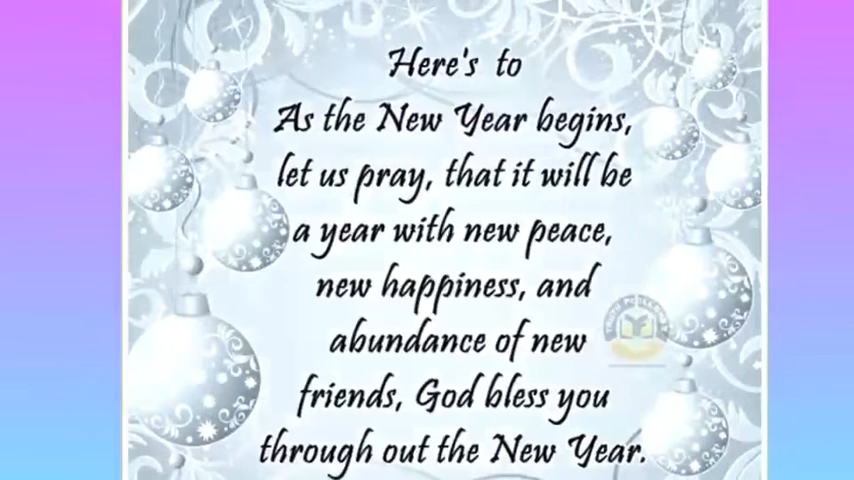 Here's to
As the New Year begins,
let us pray, that it will be
a year with new peace,
new happiness, and
abundance of new
friends, God bless you
through out the New Year.